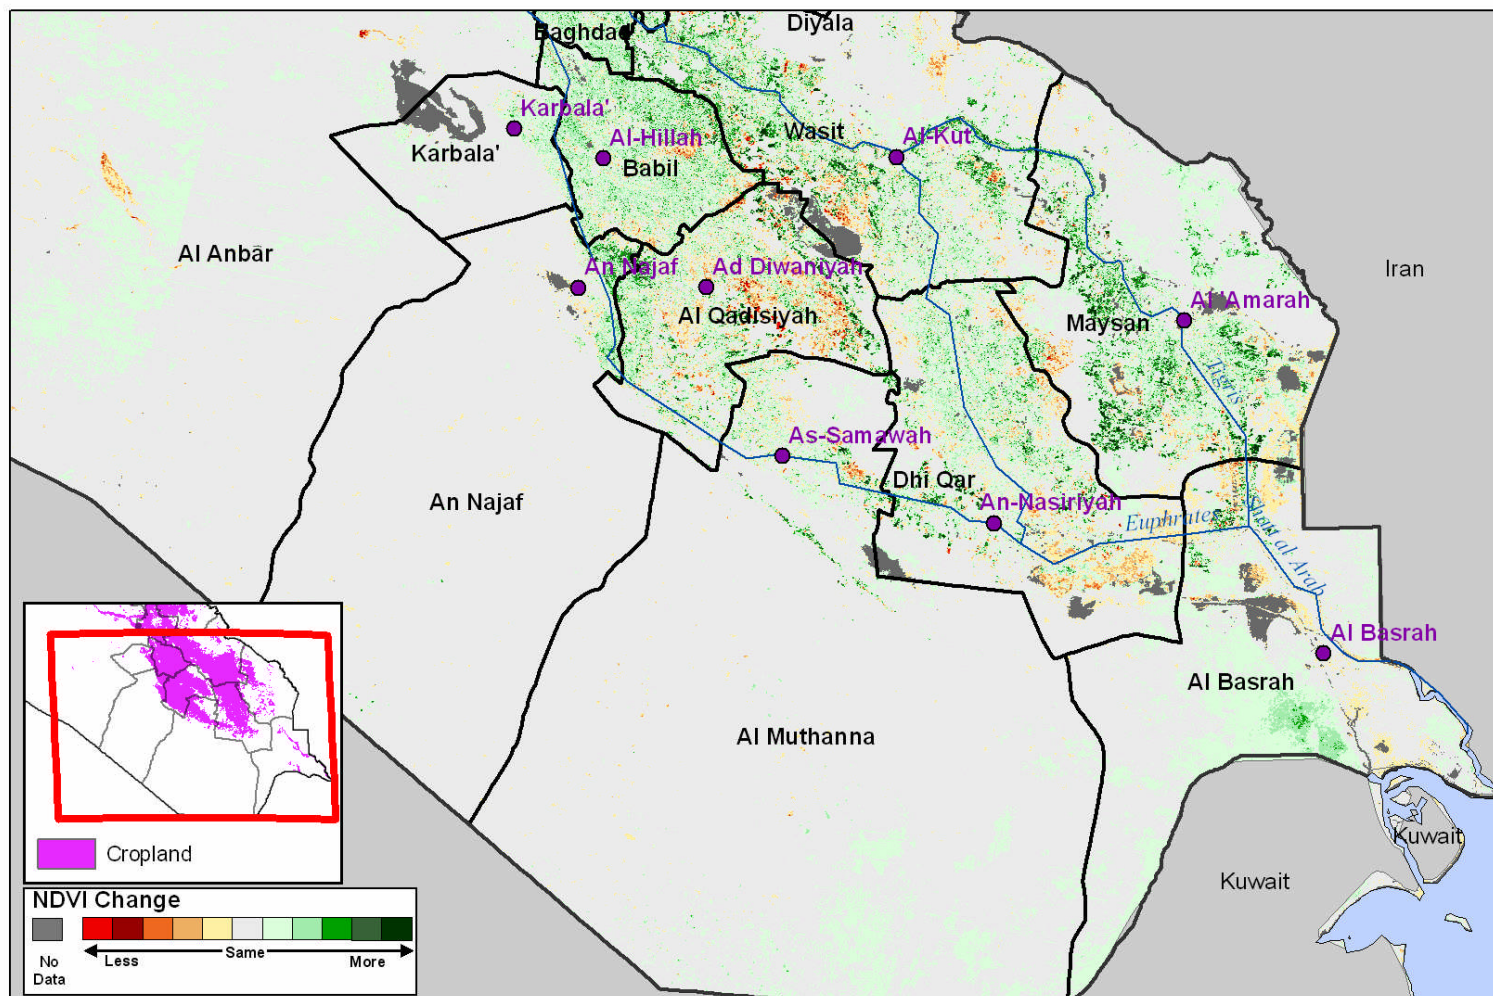 Diyala
Baghdad
Karbala'
Wasit
Al-Kut
Al-Hillah
Karbala'
Babil
Al Anbar
An Najaf
Ad Diwaniyah
Iran
Al 'Amarah
Al Qadisiyah
Maysan
Tigris
As-Samawah
Dhi Qar
An Najaf
An-Nasiriyah
Euphrates
Shatt al Arab
Al Basrah
Al Basrah
Al Muthanna
Kuwait
Kuwait
Cropland
NDVI Change
No
Data
Less
Same
More